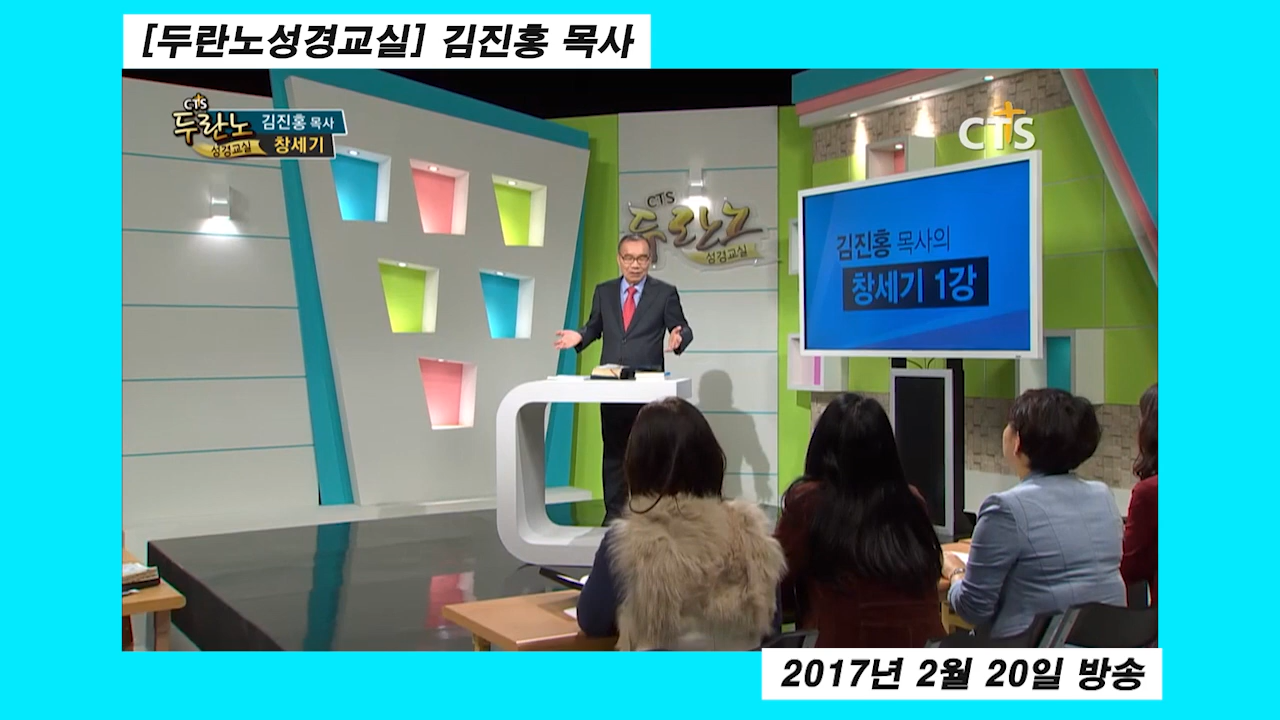 [두란노성경교실] 김진홍 목사
CTS
두란노
성경교실
김진홍 목사
창세기
CTS
CTS
두란노
성경교실
김진홍 목사의
창세기 1강
2017년 2월 20일 방송